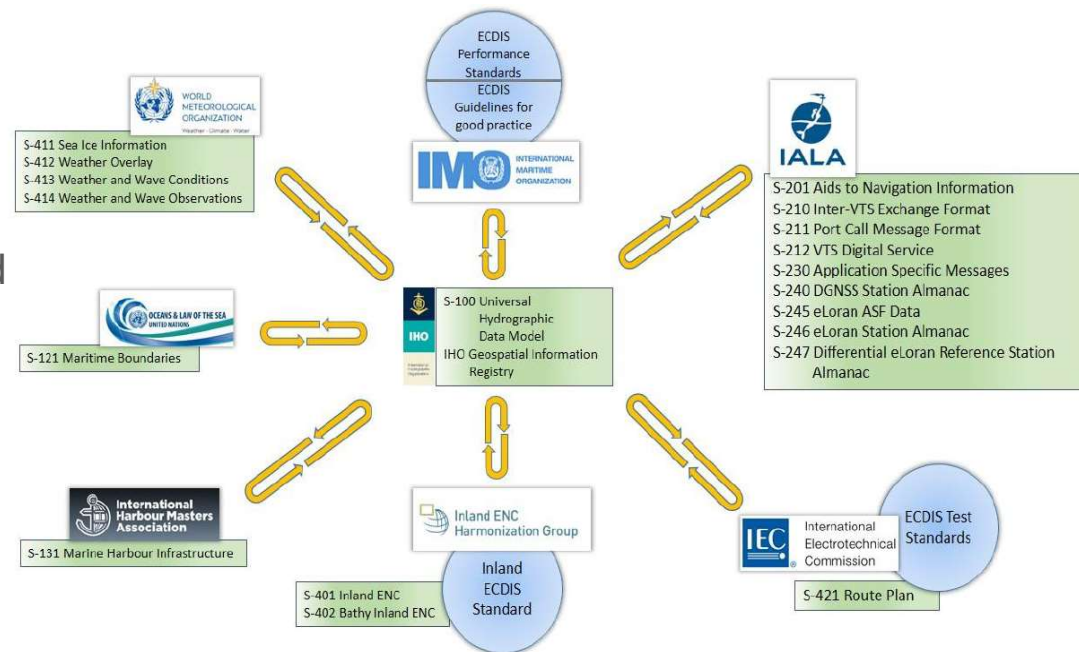 ECDIS
Performance
Standards
ECDIS
Guidelines for
good practice
IMO
INTERNATIONAL
MARITIME
ORGANIZATION
WORLD
METEOROLOGICAL
ORGANIZATION
Weather - Climate - Water
S-411 Sea Ice Information
S-412 Weather Overlay
S-413 Weather and Wave Conditions
S-414 Weather and Wave Observations
IALA
S-201 Aids to Navigation Information
S-210 Inter-VTS Exchange Format
S-211 Port Call Message Format
S-212 VTS Digital Service
S-230 Application Specific Messages
S-240 DGNSS Station Almanac
S-245 eLoran ASF Data
S-246 eLoran Station Almanac
S-247 Differential eLoran Reference Station
Almanac
d
OCEANS & LAW OF THE SEA
UNITED NATIONS
S-121 Maritime Boundaries
IHO
International
Hydrographic
Organization
S-100 Universal
Hydrographic
Data Model
IHO Geospatial Information
Registry
International
Harbour Masters
Association
S-131 Marine Harbour Infrastructure
Inland ENC
Harmonization Group
Inland
ECDIS
Standard
S-401 Inland ENC
S-402 Bathy Inland ENC
IEC
®
International
Electrotechnical
Commission
ECDIS Test
Standards
S-421 Route Plan